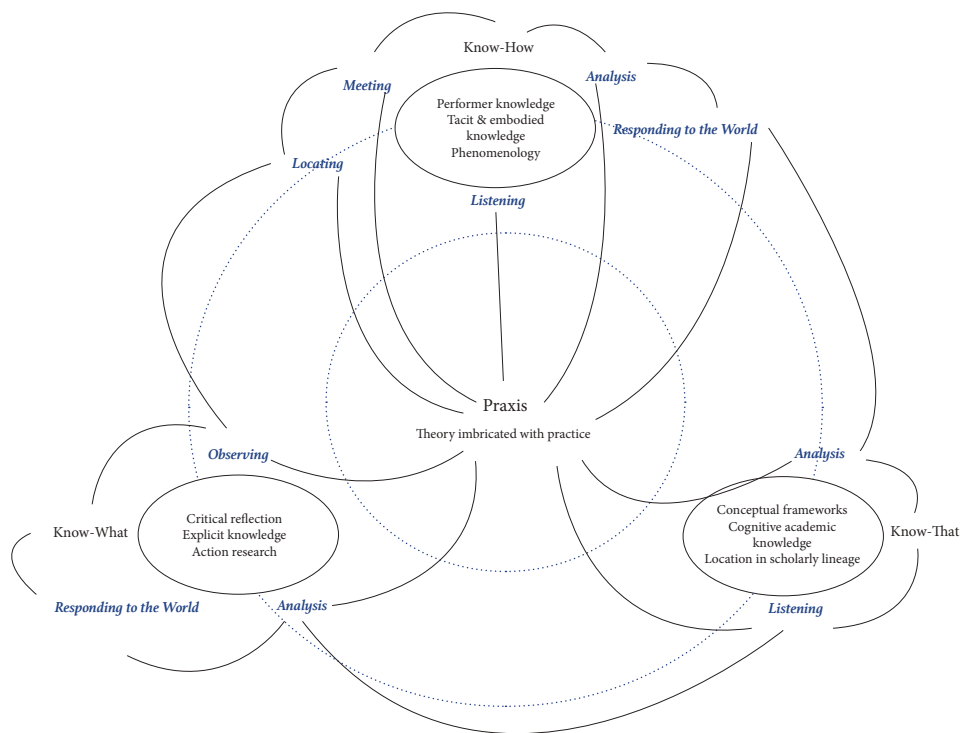 Know-How
Meeting
Analysis
Performer knowledge
Tacit & embodied
knowledge
Phenomenology
Responding to the World
Locating
Listening
Praxis
Theory imbricated with practice
Observing
Analysis
Know-What
Critical reflection
Explicit knowledge
Action research
Conceptual frameworks
Cognitive academic
knowledge
Location in scholarly lineage
Know-That
Responding to the World
Analysis
Listening